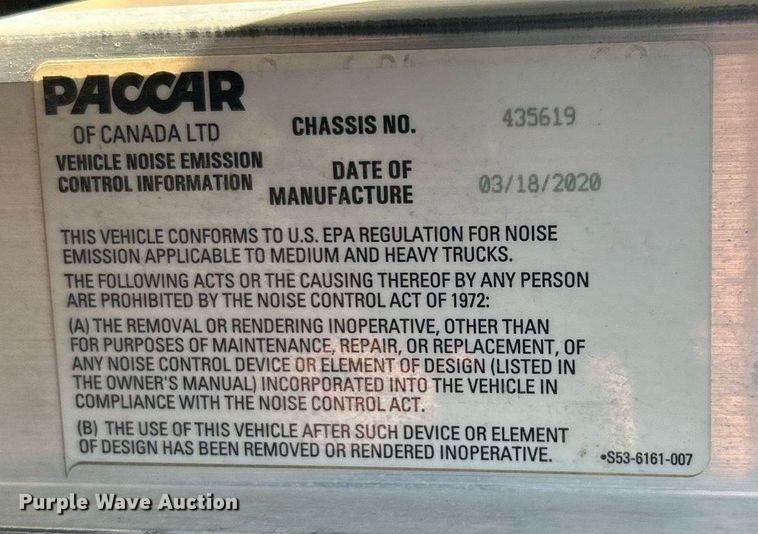 PACCAR
OF CANADA LTD
VEHICLE NOISE EMISSION
CONTROL INFORMATION
CHASSIS NO. 435619
DATE OF
MANUFACTURE 03/18/2020
THIS VEHICLE CONFORMS TO U.S. EPA REGULATION FOR NOISE
EMISSION APPLICABLE TO MEDIUM AND HEAVY TRUCKS.
THE FOLLOWING ACTS OR THE CAUSING THEREOF BY ANY PERSON
ARE PROHIBITED BY THE NOISE CONTROL ACT OF 1972:
(A) THE REMOVAL OR RENDERING INOPERATIVE, OTHER THAN
FOR PURPOSES OF MAINTENANCE, REPAIR, OR REPLACEMENT, OF
ANY NOISE CONTROL DEVICE OR ELEMENT OF DESIGN (LISTED IN
THE OWNER'S MANUAL) INCORPORATED INTO THE VEHICLE IN
COMPLIANCE WITH THE NOISE CONTROL ACT.
(B) THE USE OF THIS VEHICLE AFTER SUCH DEVICE OR ELEMENT
OF DESIGN HAS BEEN REMOVED OR RENDERED INOPERATIVE.
•S53-6161-007
Purple Wave Auction